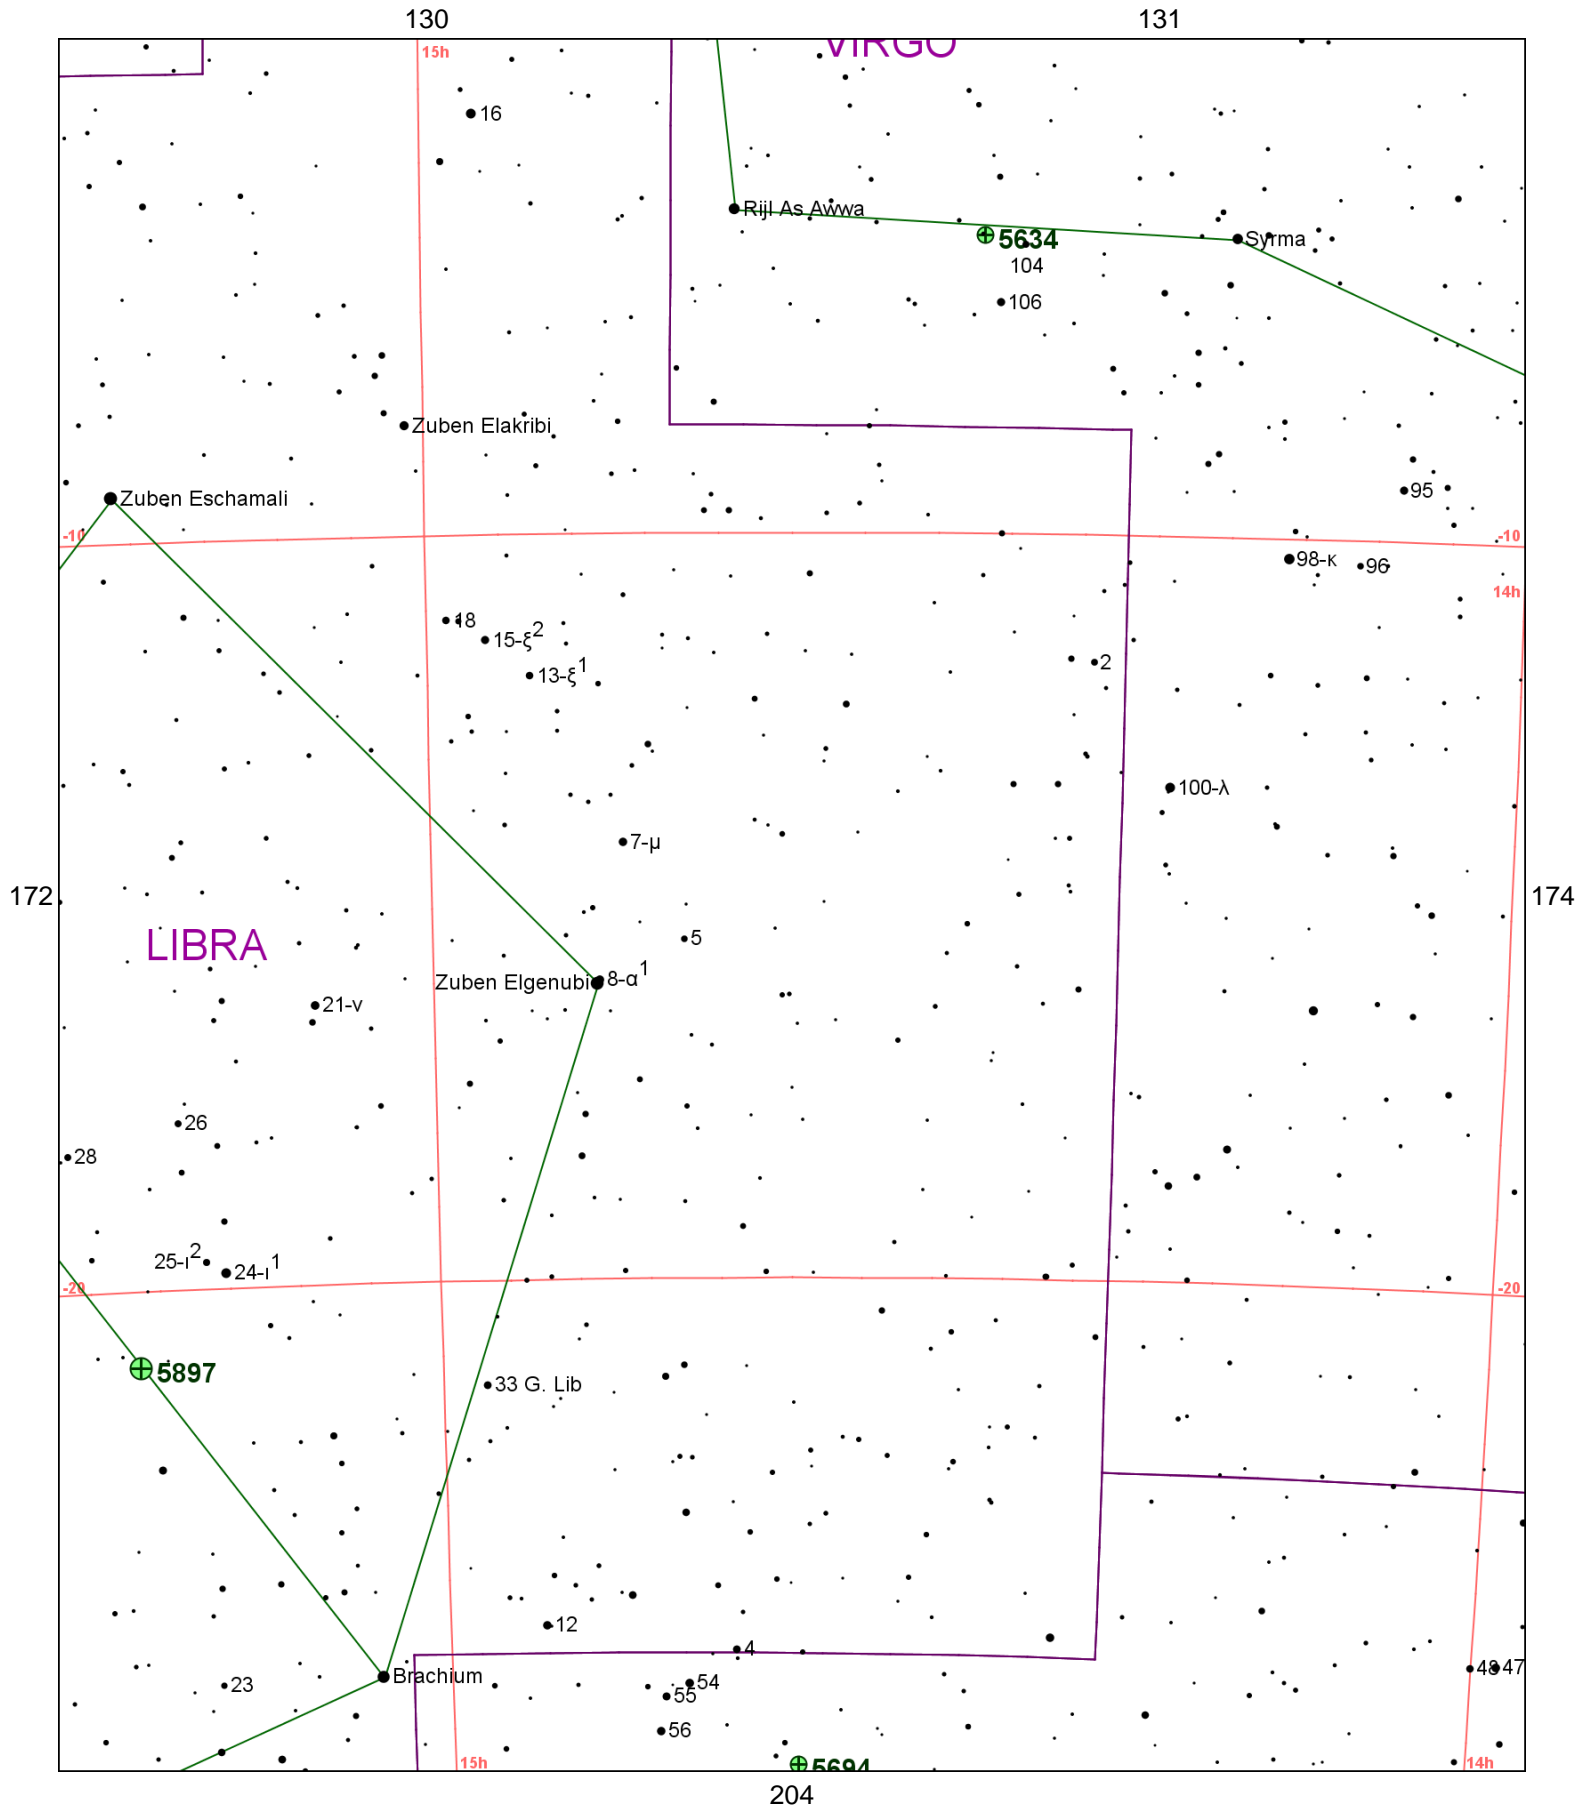 130 131
15h
VIRGO
16
Rijl As Awwa
5634
Syrma
104
106
Zuben Elakribi
Zuben Eschamali
95
-10 -10
98-κ 96
14h
18
15-ξ2
13-ξ1
2
100-λ
7-μ
172 174
5
LIBRA
Zuben Elgenubi 8-α1
21-ν
26
28
25-ι2
24-ι1
-20 -20
5897
33 G. Lib
12
4
48 47
Brachium
23
54
55
56
15h 14h
5694
204